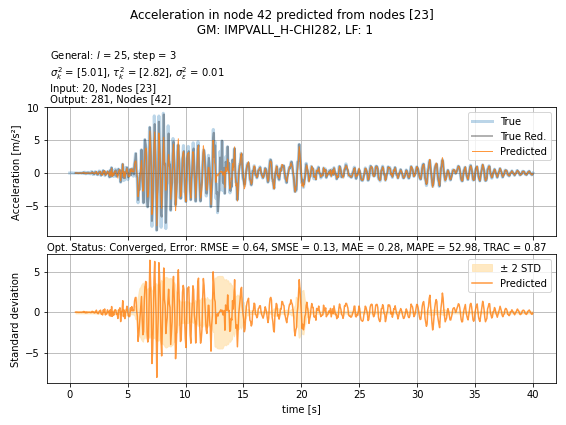 Acceleration in node 42 predicted from nodes [23]
GM: IMPVALL_H-CHI282, LF: 1
General: l = 25, step = 3
σ²ₖ = [5.01], τ²ₖ = [2.82], σ²ε = 0.01
Input: 20, Nodes [23]
Output: 281, Nodes [42]
Acceleration [m/s²]
10
5
0
−5
True
True Red.
Predicted
Opt. Status: Converged, Error: RMSE = 0.64, SMSE = 0.13, MAE = 0.28, MAPE = 52.98, TRAC = 0.87
Standard deviation
5
0
−5
± 2 STD
Predicted
0 5 10 15 20 25 30 35 40
time [s]